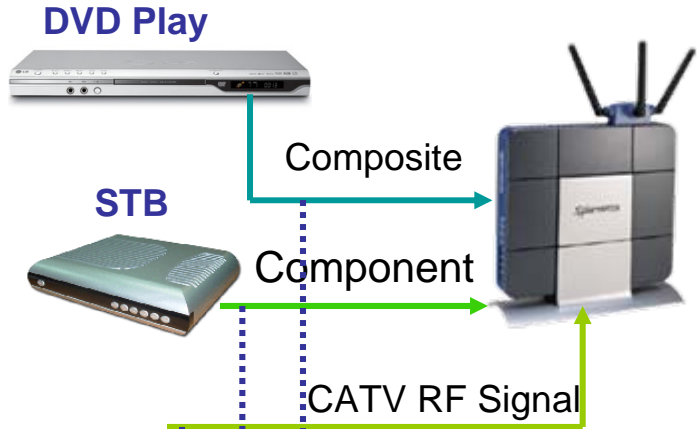 DVD Play
Composite
STB
Component
CATV RF Signal